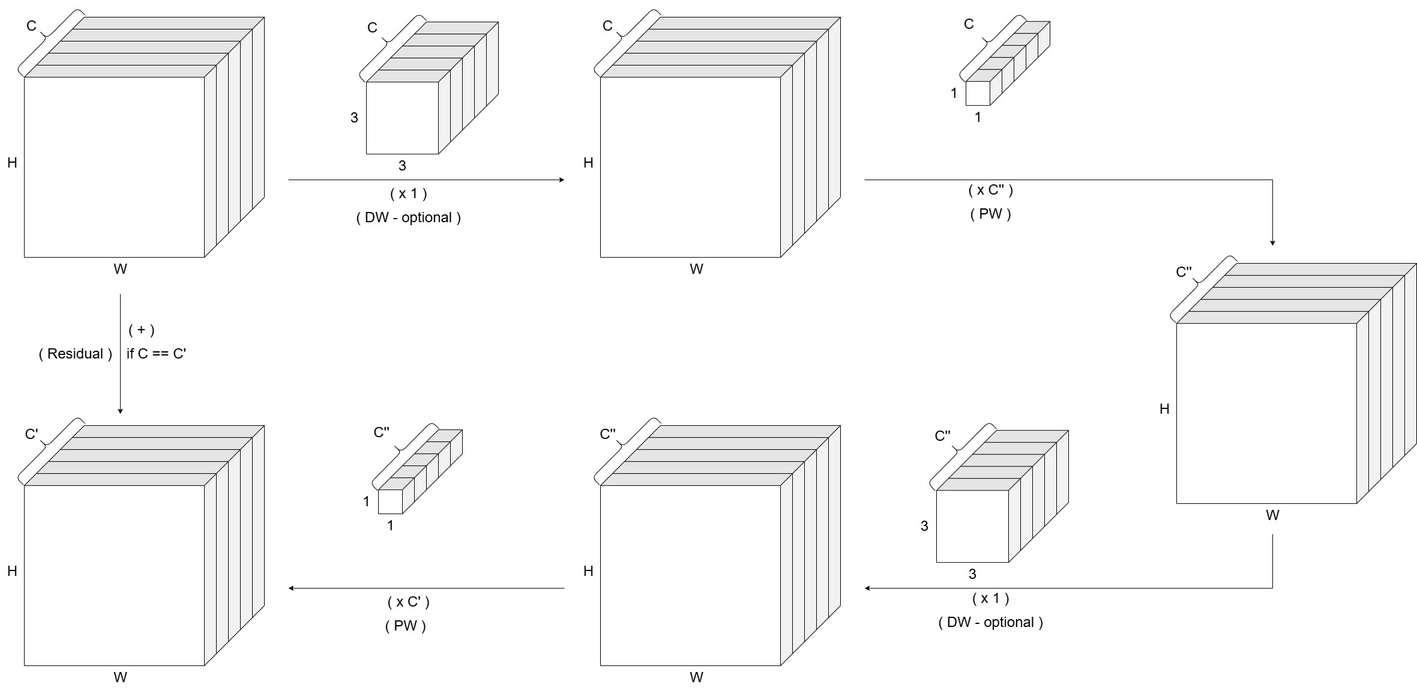 C
C
C
C
H
3
H
1
1
3
W
( x 1 )
( DW - optional )
W
( x C'' )
( PW )
C''
H
W
( + )
( Residual )
if C == C'
C'
C''
C''
C''
H
1
H
3
1
3
W
( x C' )
( PW )
W
( x 1 )
( DW - optional )